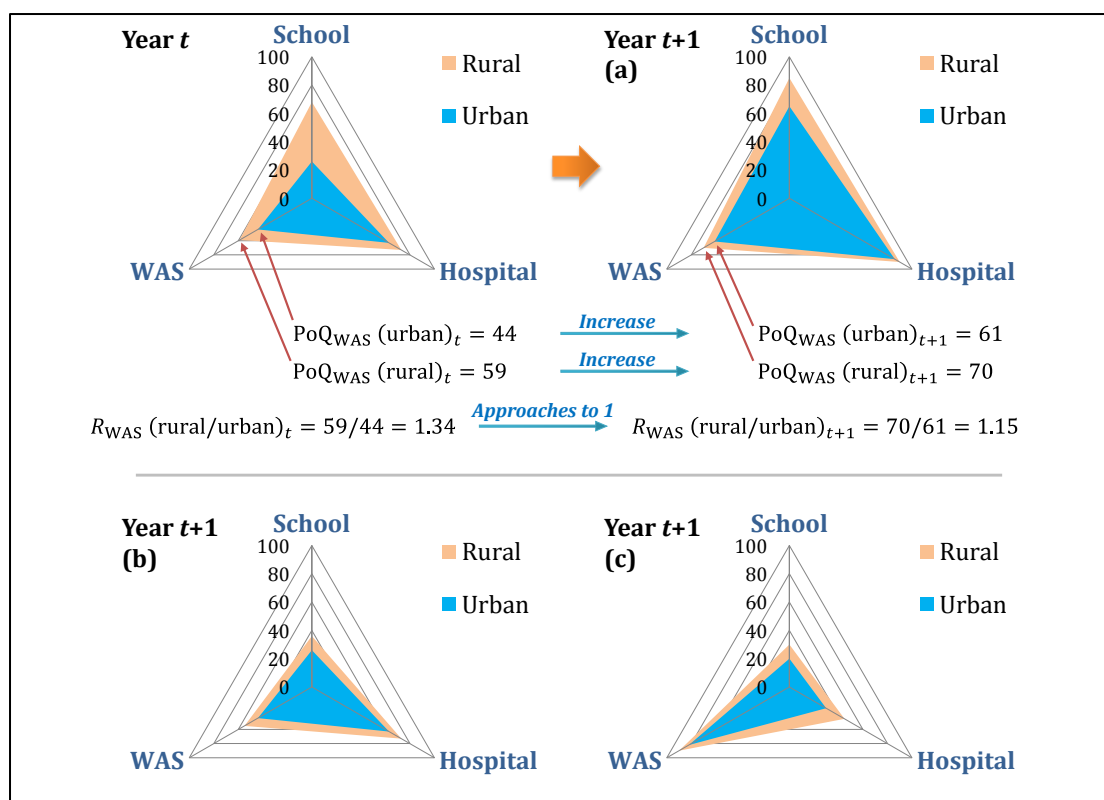 Year t
School
100
80
60
40
20
0
Rural
Urban
WAS
Hospital
Year t+1
(a)
School
100
80
60
40
20
0
Rural
Urban
WAS
Hospital
PoQ_WAS (urban)_t = 44
Increase
PoQ_WAS (urban)_t+1 = 61
PoQ_WAS (rural)_t = 59
Increase
PoQ_WAS (rural)_t+1 = 70
R_WAS (rural/urban)_t = 59/44 = 1.34
Approaches to 1
R_WAS (rural/urban)_t+1 = 70/61 = 1.15
Year t+1
(b)
School
100
80
60
40
20
0
Rural
Urban
WAS
Hospital
Year t+1
(c)
School
100
80
60
40
20
0
Rural
Urban
WAS
Hospital